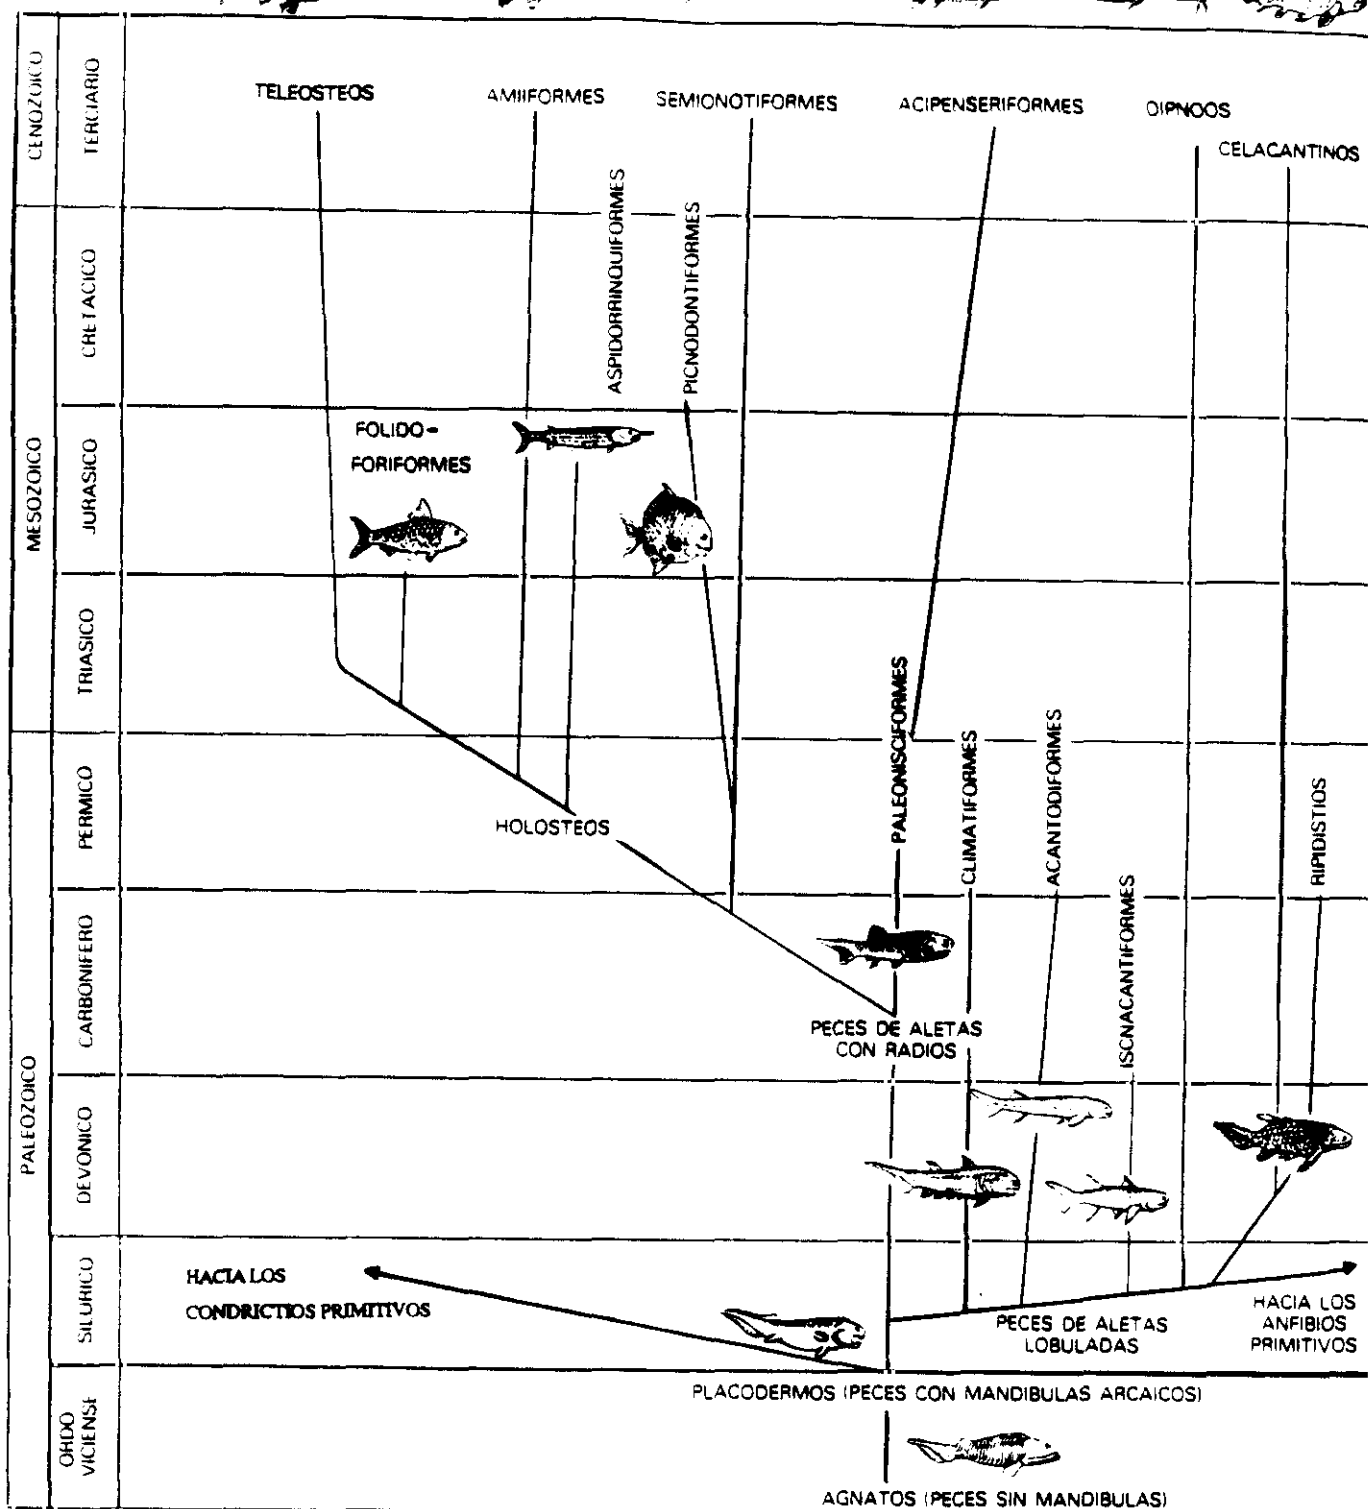 CENOZOICO
TERCIARIO
TELEOSTEOS
AMIIFORMES
SEMIONOTIFORMES
ACIPENSERIFORMES
DIPNOOS
CELACANTINOS
MESOZOICO
CRETACICO
ASPIDORRINQUIFORMES
PICNODONTIFORMES
JURASICO
FOLIDO-
FORIFORMES
TRIASICO
PALEOZOICO
PERMICO
HOLOSTEOS
PALEONISCIFORMES
CLIMATIFORMES
ACANTODIFORMES
ISCNACANTIFORMES
RIPIDISTIOS
CARBONIFERO
PECES DE ALETAS
CON RADIOS
DEVONICO
SILURICO
HACIA LOS
CONDRICTIOS PRIMITIVOS
PECES DE ALETAS
LOBULADAS
HACIA LOS
ANFIBIOS
PRIMITIVOS
ORDO
VICIENSE
PLACODERMOS (PECES CON MANDIBULAS ARCAICOS)
AGNATOS (PECES SIN MANDIBULAS)